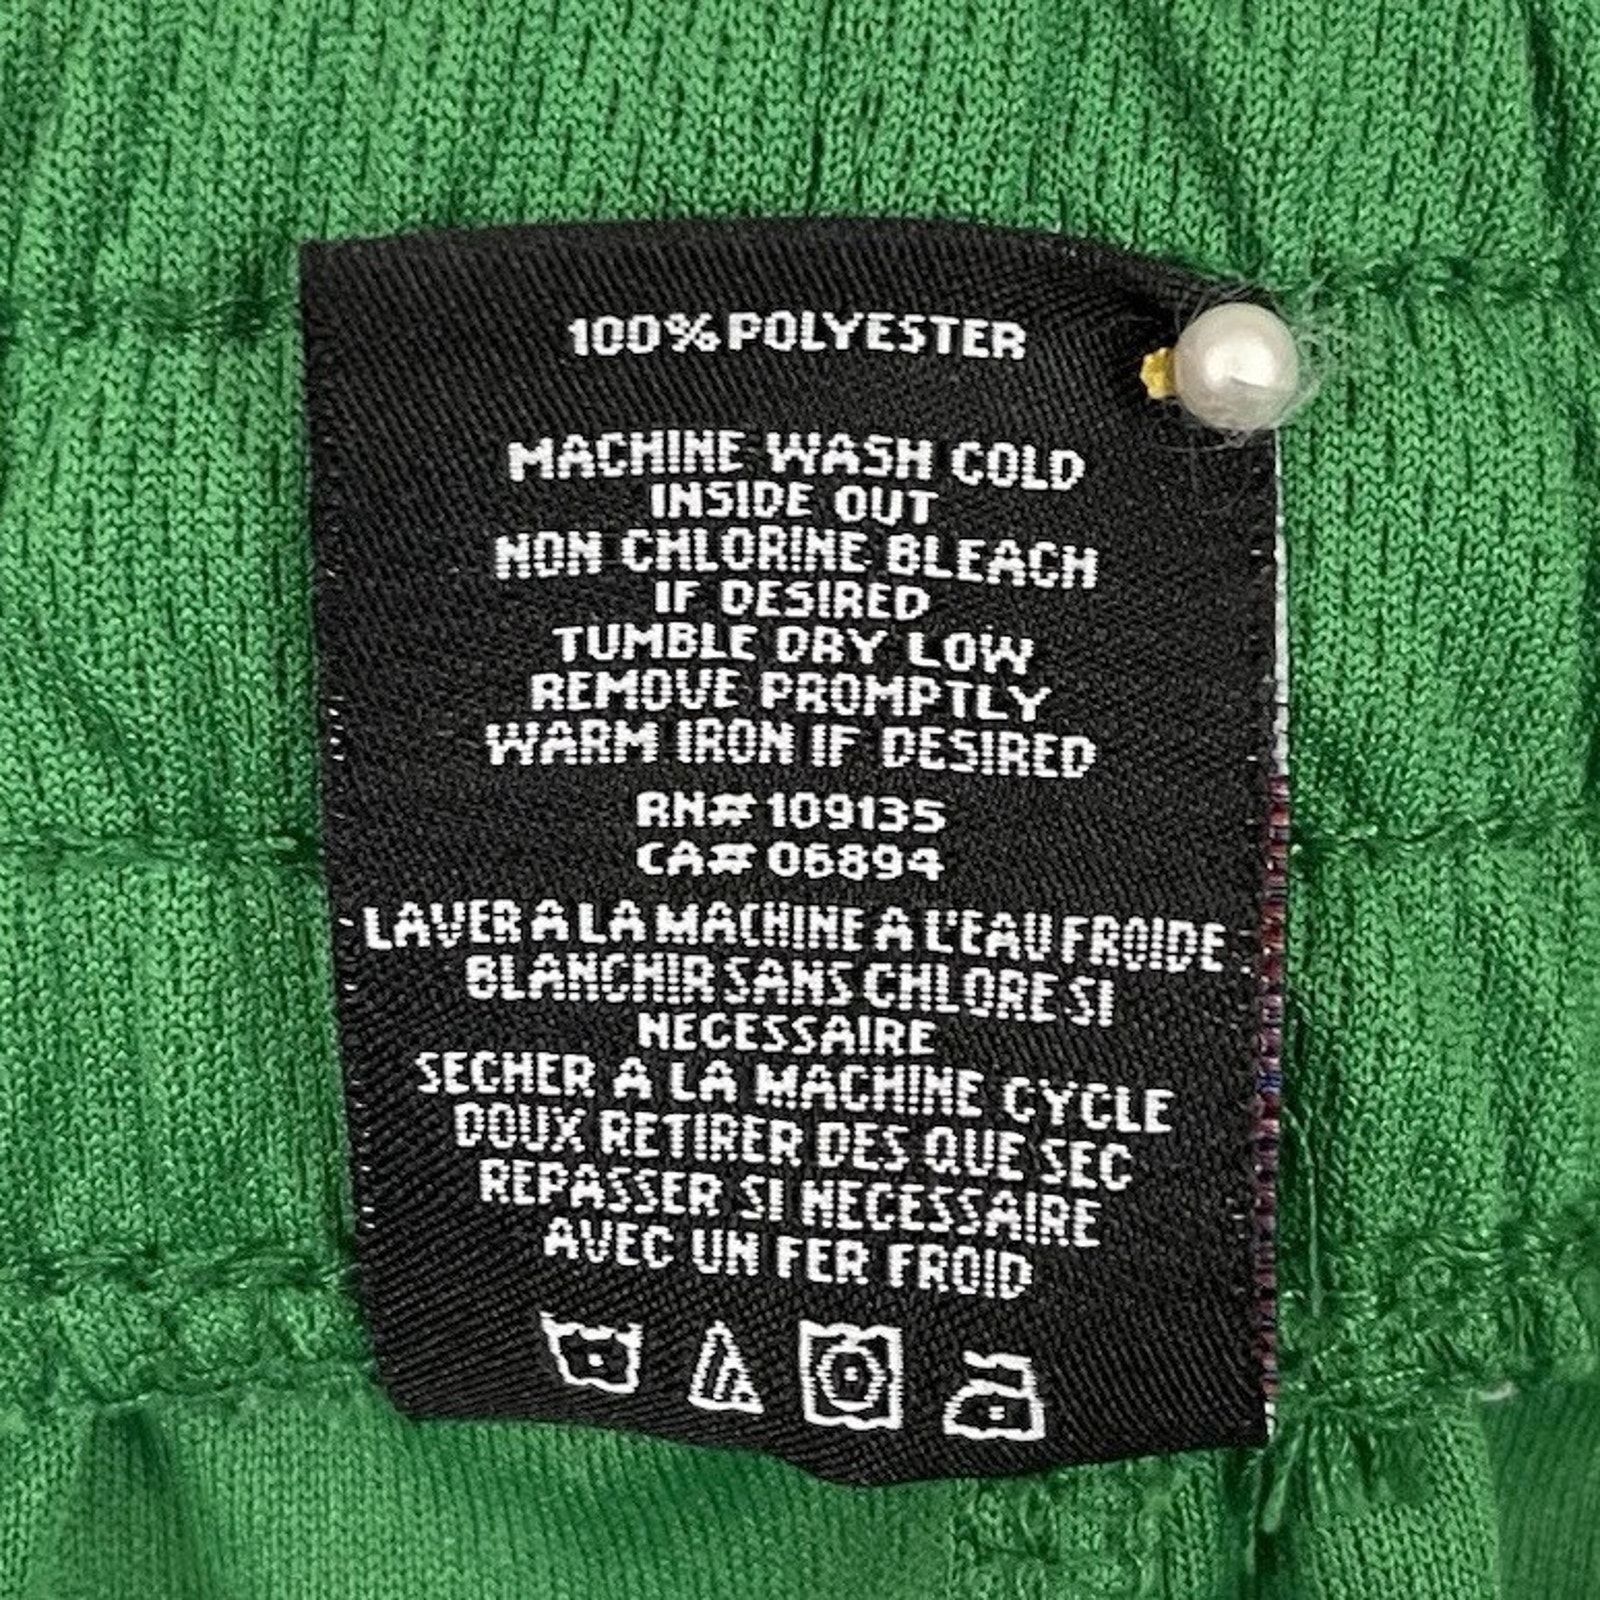 100% POLYESTER
MACHINE WASH COLD
INSIDE OUT
NON CHLORINE BLEACH
IF DESIRED
TUMBLE DRY LOW
REMOVE PROMPTLY
WARM IRON IF DESIRED
RN# 109135
CA# 06894
LAVER A LA MACHINE A L'EAU FROIDE
BLANCHIR SANS CHLORE SI
NECESSAIRE
SECHER A LA MACHINE CYCLE
DOUX RETIRER DES QUE SEC
REPASSER SI NECESSAIRE
AVEC UN FER FROID